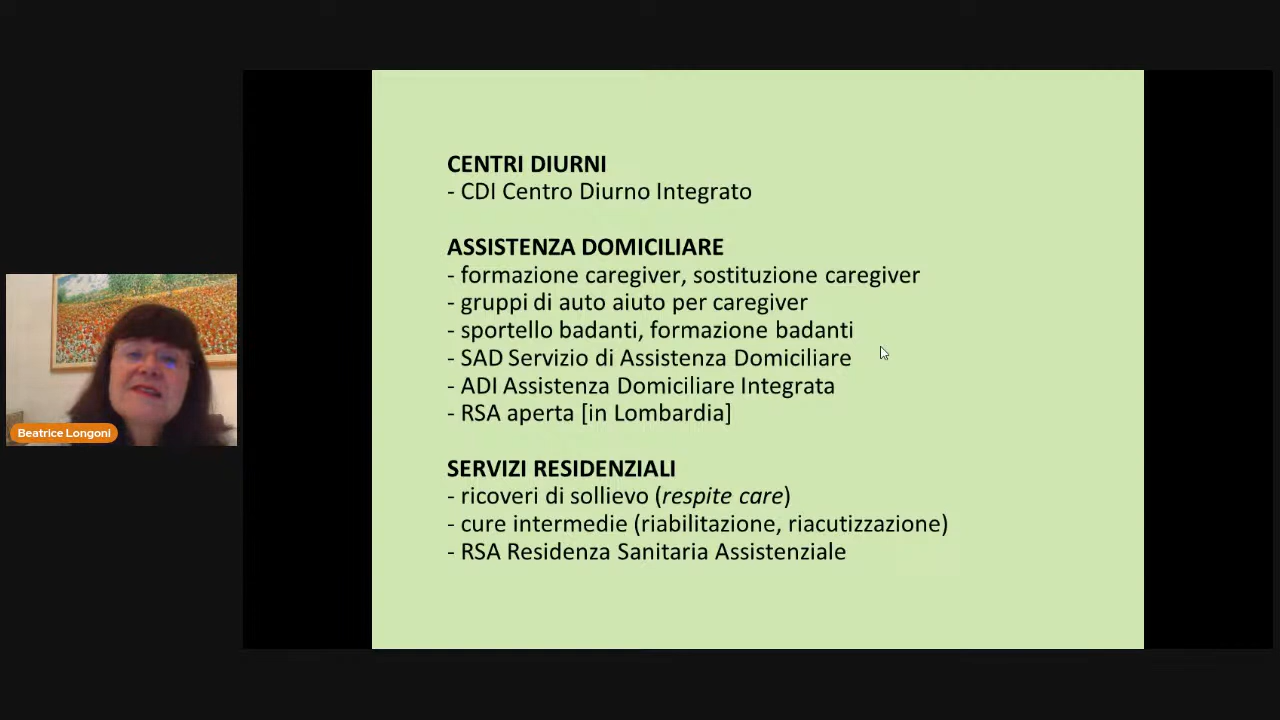 CENTRI DIURNI
- CDI Centro Diurno Integrato
ASSISTENZA DOMICILIARE
- formazione caregiver, sostituzione caregiver
- gruppi di auto aiuto per caregiver
- sportello badanti, formazione badanti
- SAD Servizio di Assistenza Domiciliare
- ADI Assistenza Domiciliare Integrata
- RSA aperta [in Lombardia]
SERVIZI RESIDENZIALI
- ricoveri di sollievo (respite care)
- cure intermedie (riabilitazione, riacutizzazione)
- RSA Residenza Sanitaria Assistenziale
Beatrice Longoni